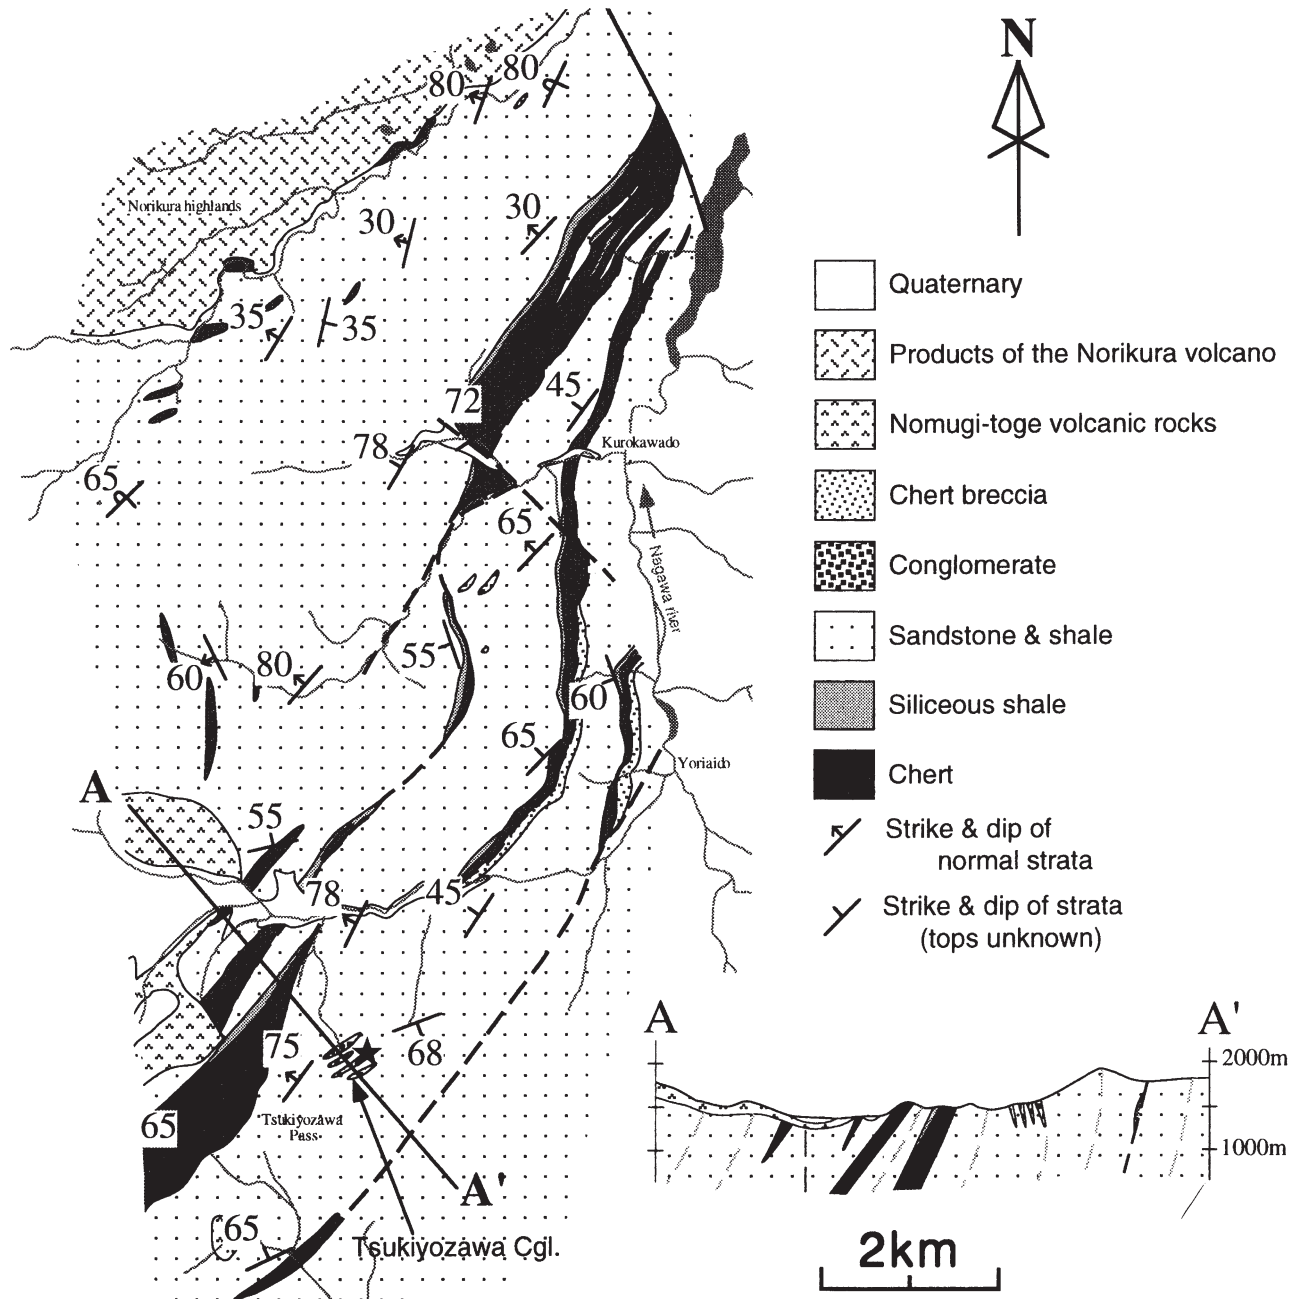 N
80
80
Norikura highlands
30
30
35
35
Quaternary
Products of the Norikura volcano
Nomugi-toge volcanic rocks
Chert breccia
Conglomerate
Sandstone & shale
Siliceous shale
Chert
Strike & dip of
normal strata
Strike & dip of strata
(tops unknown)
72
45
78
Kurokawado
65
65
Nagawa river
55
60
80
60
65
Yoriaido
A
55
78
45
75
68
65
Tsukiyozawa
Pass
A'
65
Tsukiyozawa Cgl.
A
A'
2000m
1000m
2km